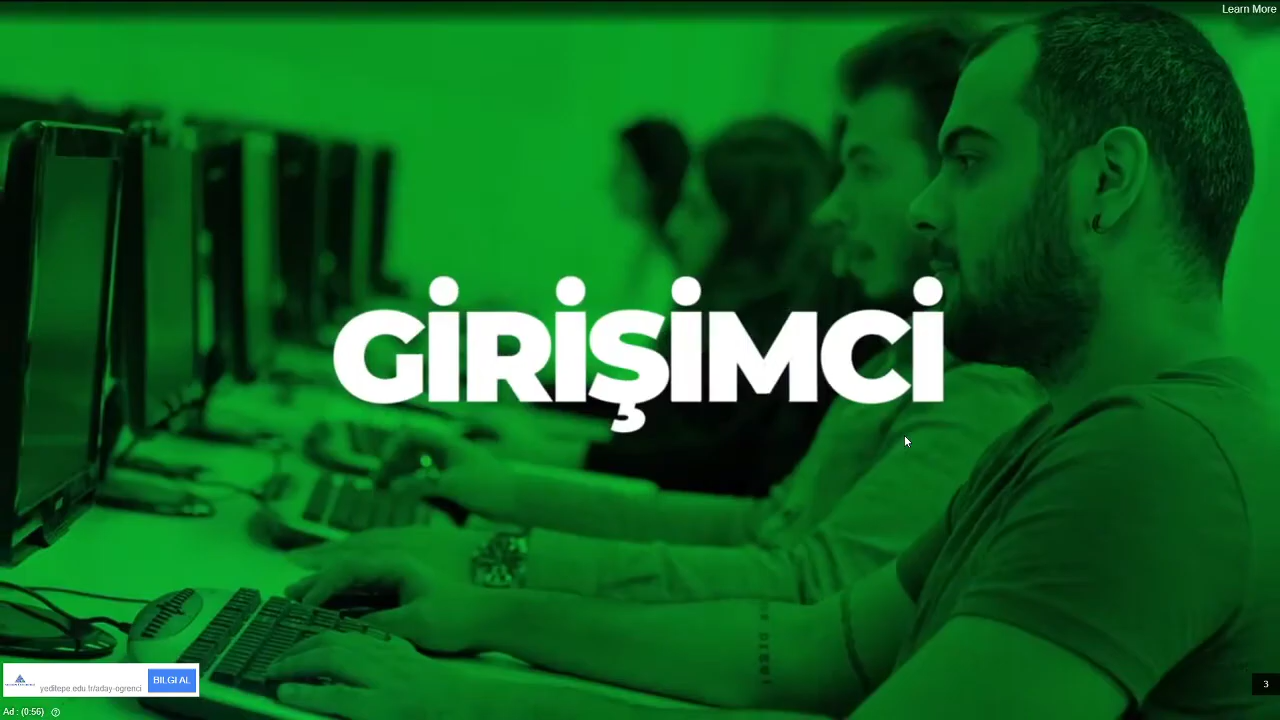 Learn More
GİRİŞİMCİ
yeditepe.edu.tr/aday-ogrenci
BILGI AL
3
Ad : (0:56)